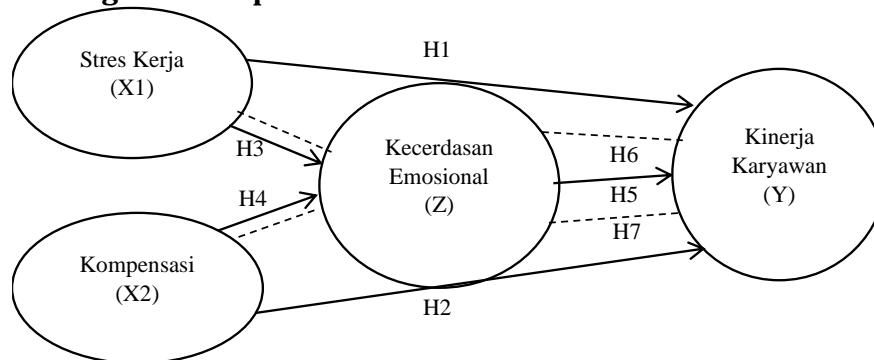 Stres Kerja
(X1)
H1
H3
Kecerdasan
Emosional
(Z)
H4
Kinerja
Karyawan
(Y)
H6
H5
H7
Kompensasi
(X2)
H2